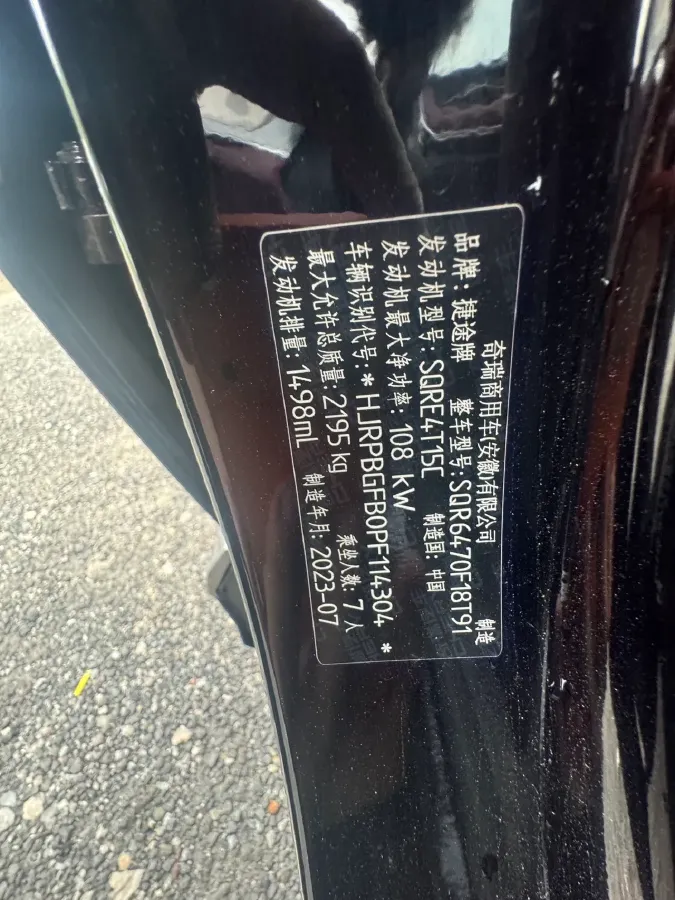 奇瑞商用车(安徽)有限公司 制造
品牌：捷途牌 整车型号：SQR6470F18T91
发动机型号：SQRE4T15C 制造国：中国
发动机最大净功率：108 kW
车辆识别代号：*HJRPBGFB0PF114304*
最大允许总质量：2195 kg 乘坐人数：7人
发动机排量：1498mL 制造年月：2023-07